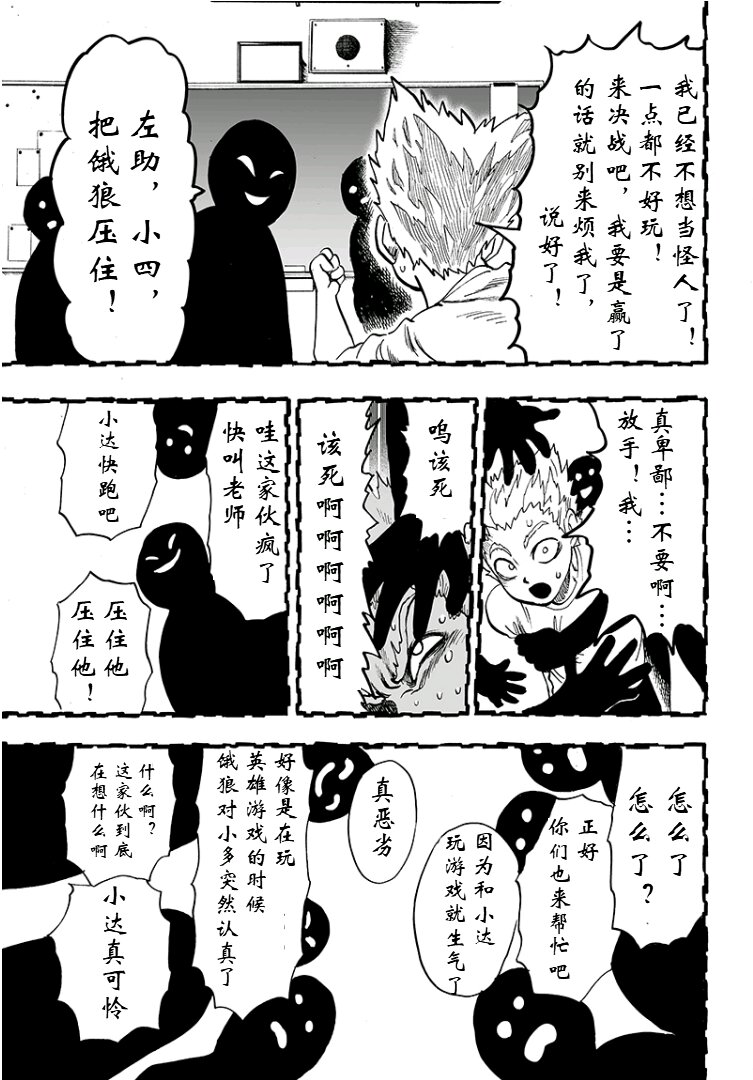 我已经不想当怪人了！
一点都不好玩！
来决战吧，我要是赢了
的话就别来烦我了，
说好了！
左助，小四，
把饿狼压住！
真卑鄙…不要啊…
放手！我…
呜该死
该死啊啊啊啊啊啊
哇这家伙疯了
快叫老师
小达快跑吧
压住他
压住他！
怎么了
怎么了？
正好
你们也来帮忙吧
因为和小达
玩游戏就生气了
真恶劣
好像是在玩
英雄游戏的时候
饿狼对小多突然认真了
什么啊？
这家伙到底
在想什么啊
小达真可怜